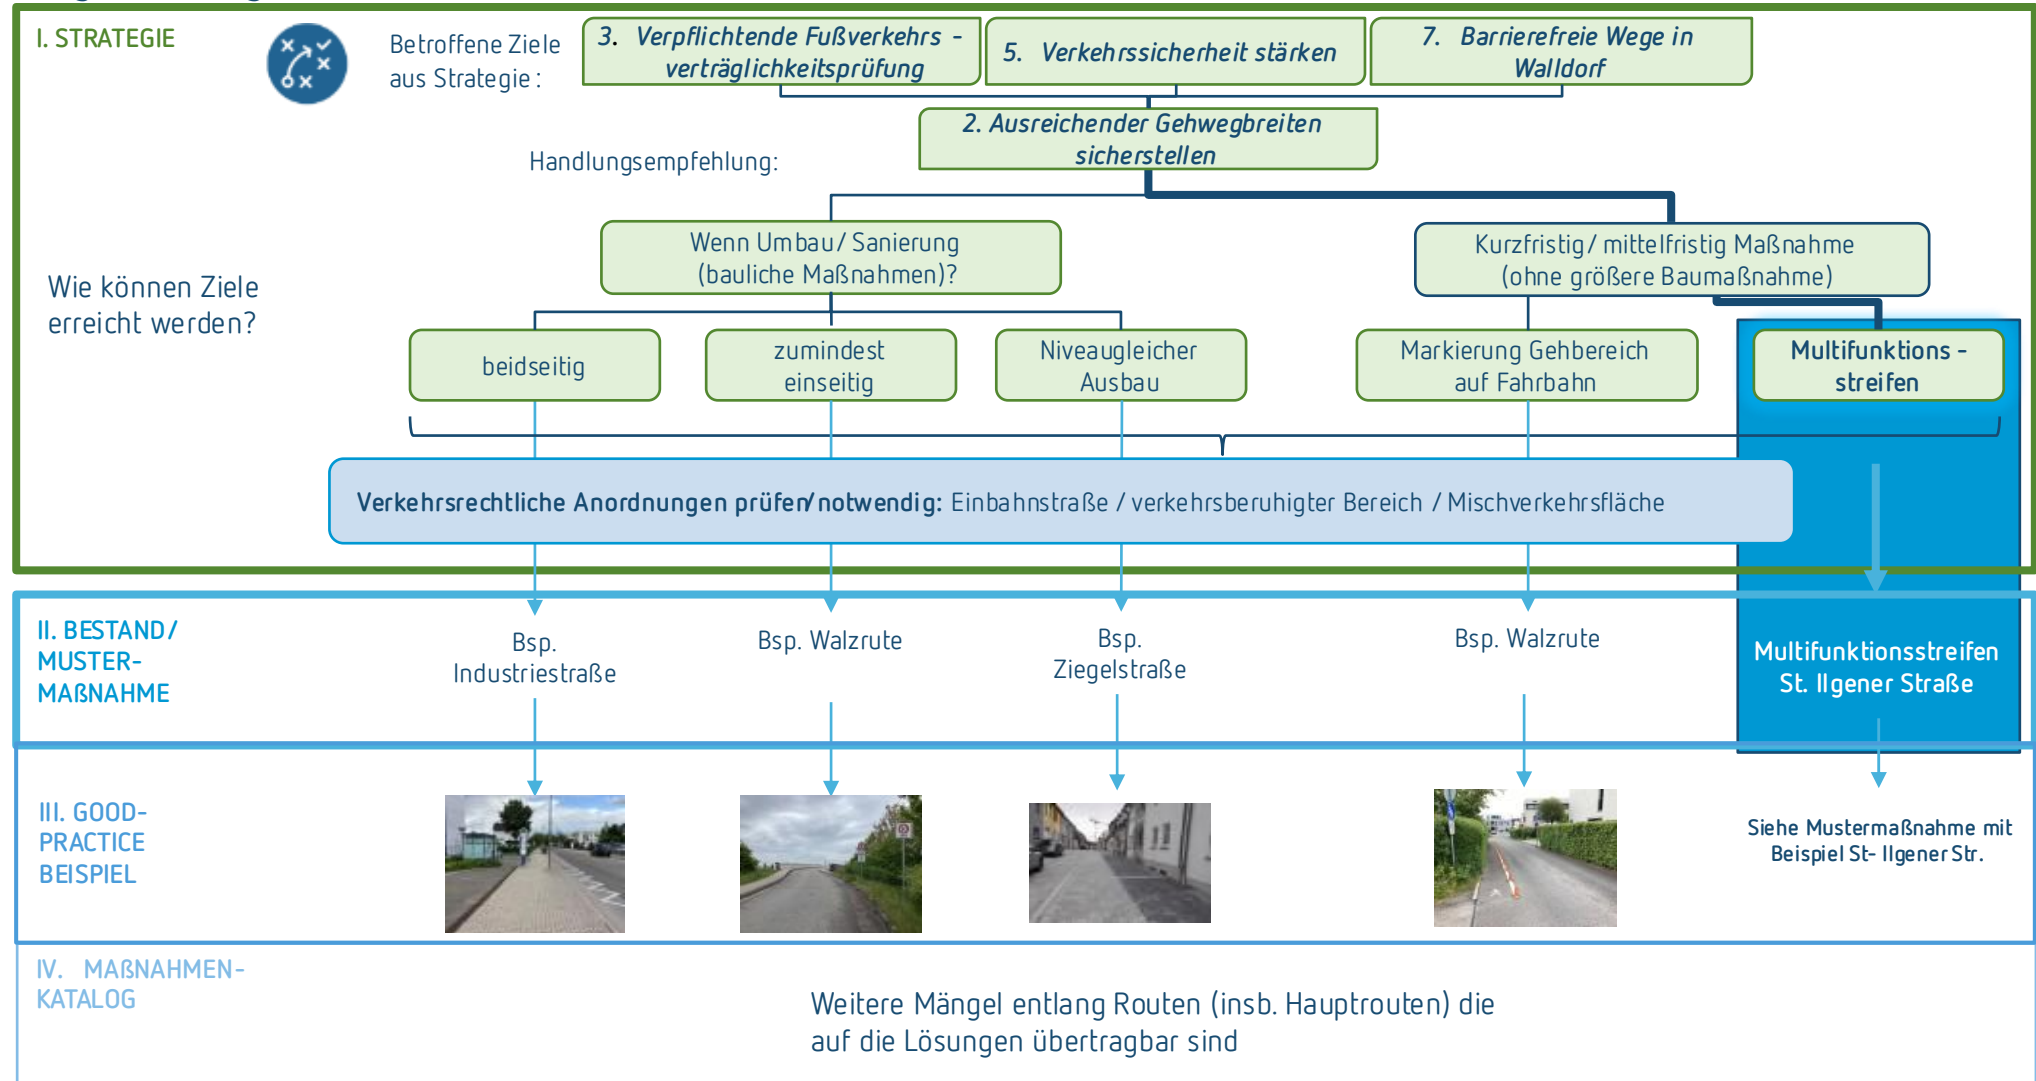 I. STRATEGIE
Betroffene Ziele
aus Strategie :
3. Verpflichtende Fußverkehrs -
verträglichkeitsprüfung
5. Verkehrssicherheit stärken
7. Barrierefreie Wege in
Walldorf
2. Ausreichender Gehwegbreiten
sicherstellen
Handlungsempfehlung:
Wie können Ziele
erreicht werden?
Wenn Umbau/ Sanierung
(bauliche Maßnahmen)?
Kurzfristig/ mittelfristig Maßnahme
(ohne größere Baumaßnahme)
beidseitig
zumindest
einseitig
Niveaugleicher
Ausbau
Markierung Gehbereich
auf Fahrbahn
Multifunktions -
streifen
Verkehrsrechtliche Anordnungen prüfen/notwendig: Einbahnstraße / verkehrsberuhigter Bereich / Mischverkehrsfläche
II. BESTAND/
MUSTER-
MAßNAHME
Bsp.
Industriestraße
Bsp. Walzrute
Bsp.
Ziegelstraße
Bsp. Walzrute
Multifunktionsstreifen
St. Ilgener Straße
III. GOOD-
PRACTICE
BEISPIEL
Siehe Mustermaßnahme mit
Beispiel St- Ilgener Str.
IV. MAßNAHMEN-
KATALOG
Weitere Mängel entlang Routen (insb. Hauptrouten) die
auf die Lösungen übertragbar sind